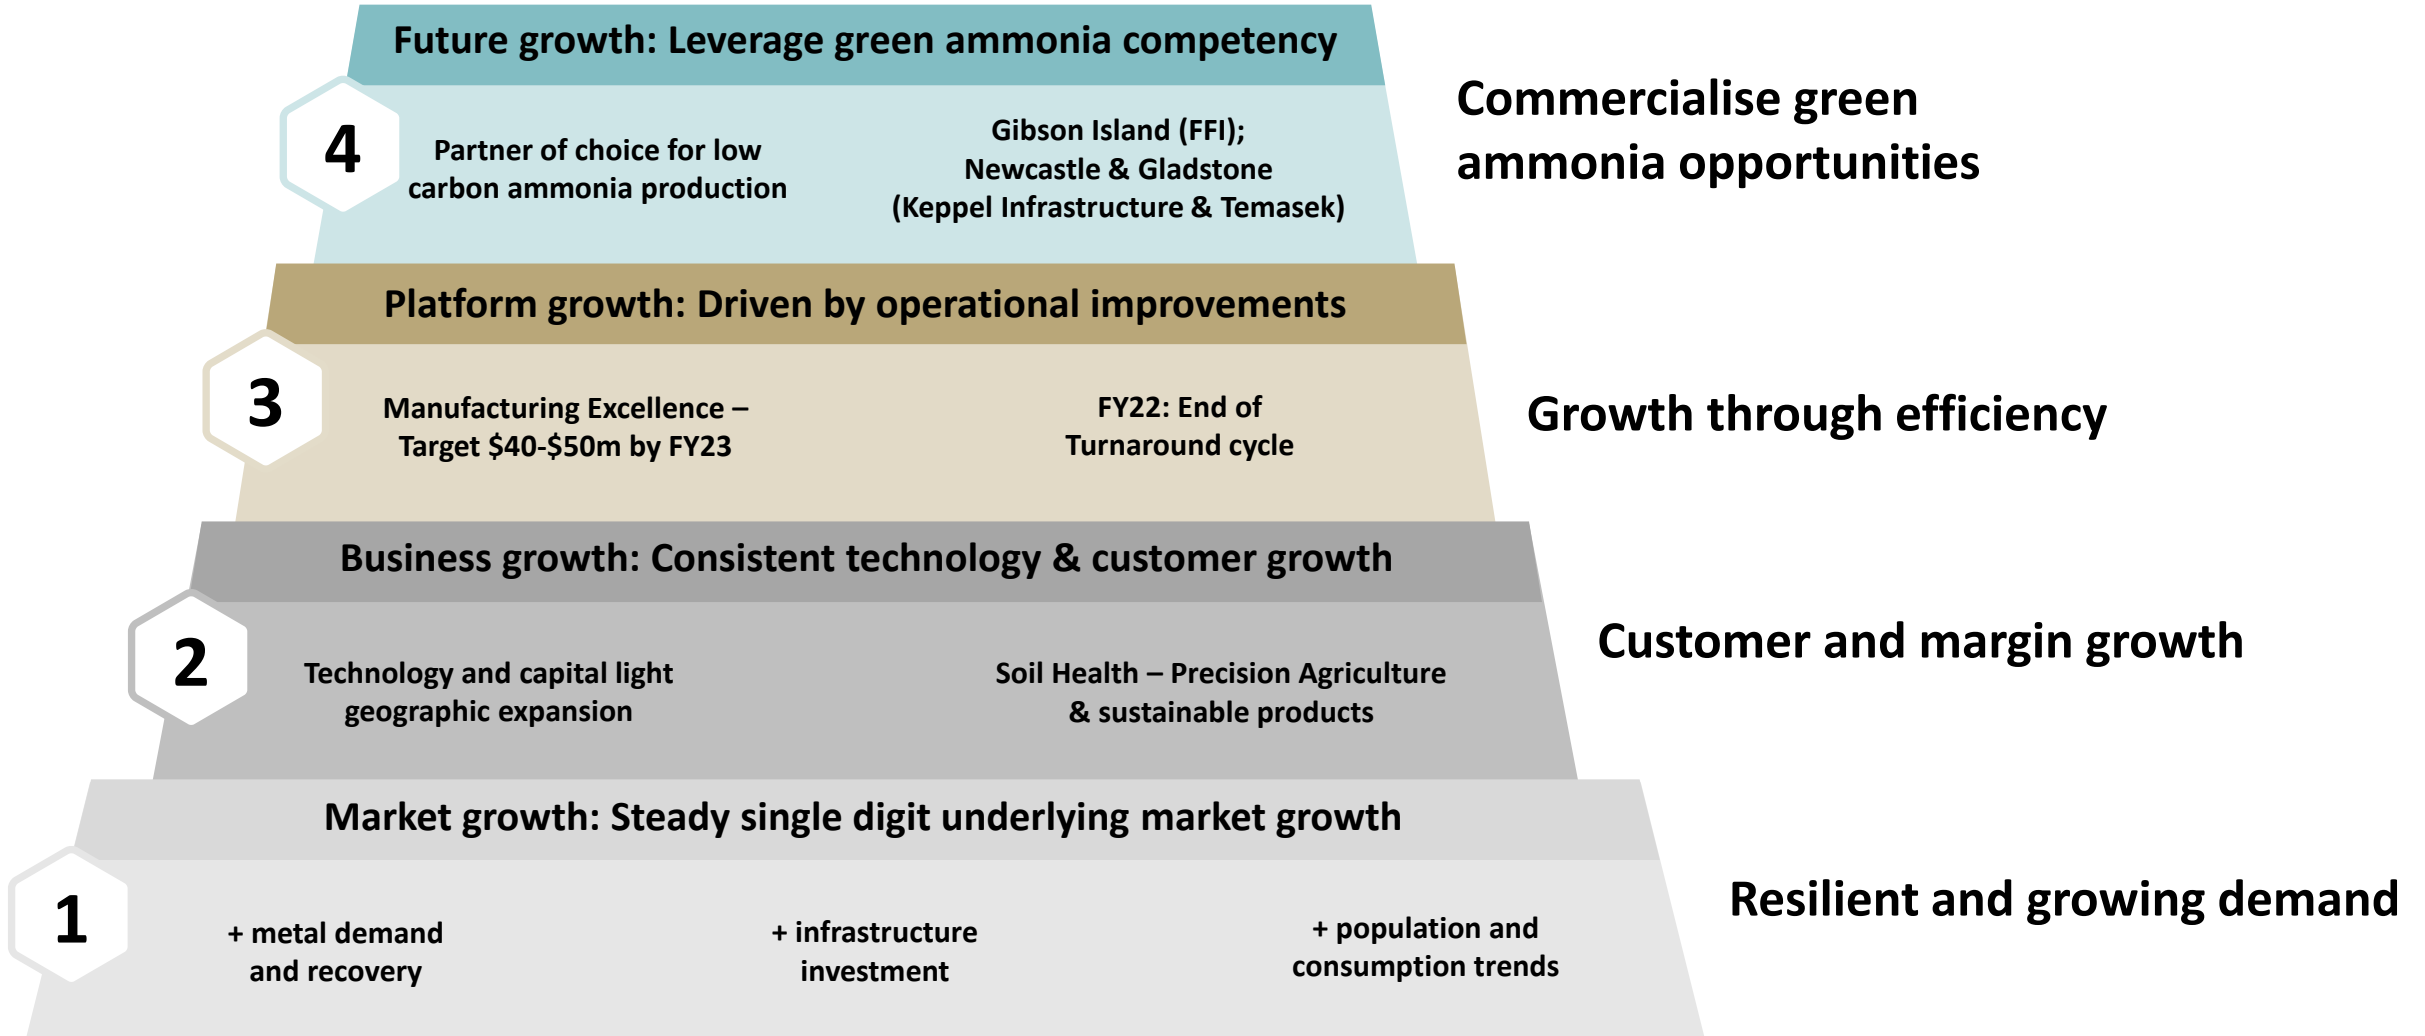 Future growth: Leverage green ammonia competency
4
Partner of choice for low
carbon ammonia production
Gibson Island (FFI);
Newcastle & Gladstone
(Keppel Infrastructure & Temasek)
Commercialise green
ammonia opportunities
Platform growth: Driven by operational improvements
3
Manufacturing Excellence –
Target $40-$50m by FY23
FY22: End of
Turnaround cycle
Growth through efficiency
Business growth: Consistent technology & customer growth
2
Technology and capital light
geographic expansion
Soil Health – Precision Agriculture
& sustainable products
Customer and margin growth
Market growth: Steady single digit underlying market growth
1
+ metal demand
and recovery
+ infrastructure
investment
+ population and
consumption trends
Resilient and growing demand